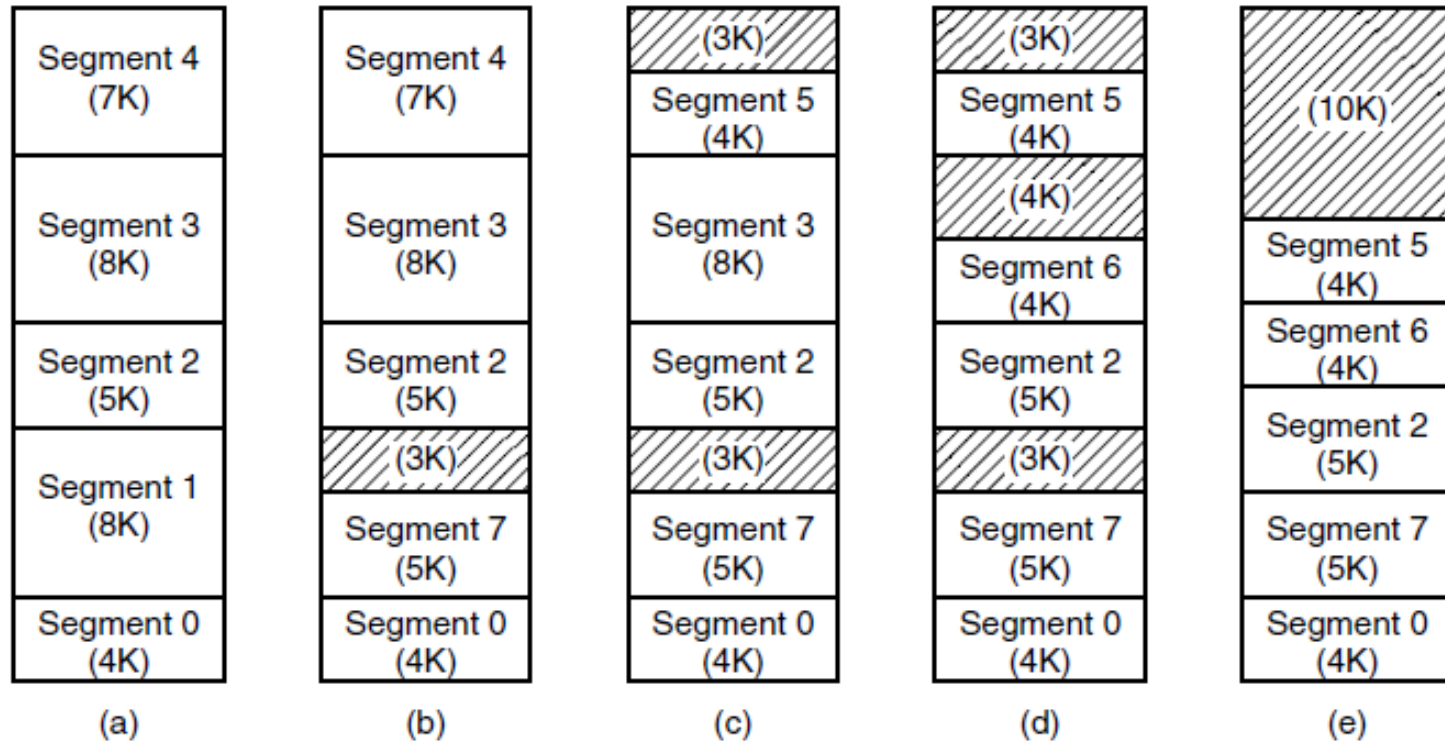 Segment 4
(7K)
Segment 3
(8K)
Segment 2
(5K)
Segment 1
(8K)
Segment 0
(4K)
(a)
Segment 4
(7K)
Segment 3
(8K)
Segment 2
(5K)
(3K)
Segment 7
(5K)
Segment 0
(4K)
(b)
(3K)
Segment 5
(4K)
Segment 3
(8K)
Segment 2
(5K)
(3K)
Segment 7
(5K)
Segment 0
(4K)
(c)
(3K)
Segment 5
(4K)
(4K)
Segment 6
(4K)
Segment 2
(5K)
(3K)
Segment 7
(5K)
Segment 0
(4K)
(d)
(10K)
Segment 5
(4K)
Segment 6
(4K)
Segment 2
(5K)
Segment 7
(5K)
Segment 0
(4K)
(e)